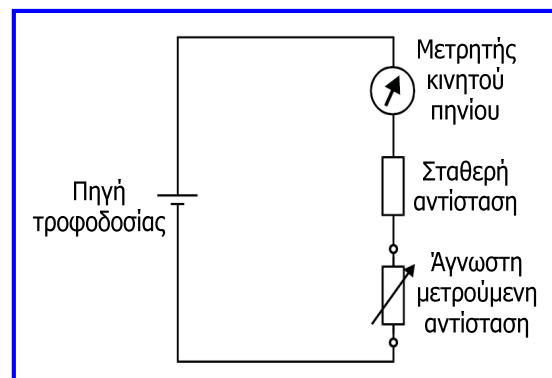 Μετρητής
κινητού
πηνίου
Σταθερή
αντίσταση
Πηγή
τροφοδοσίας
Άγνωστη
μετρούμενη
αντίσταση